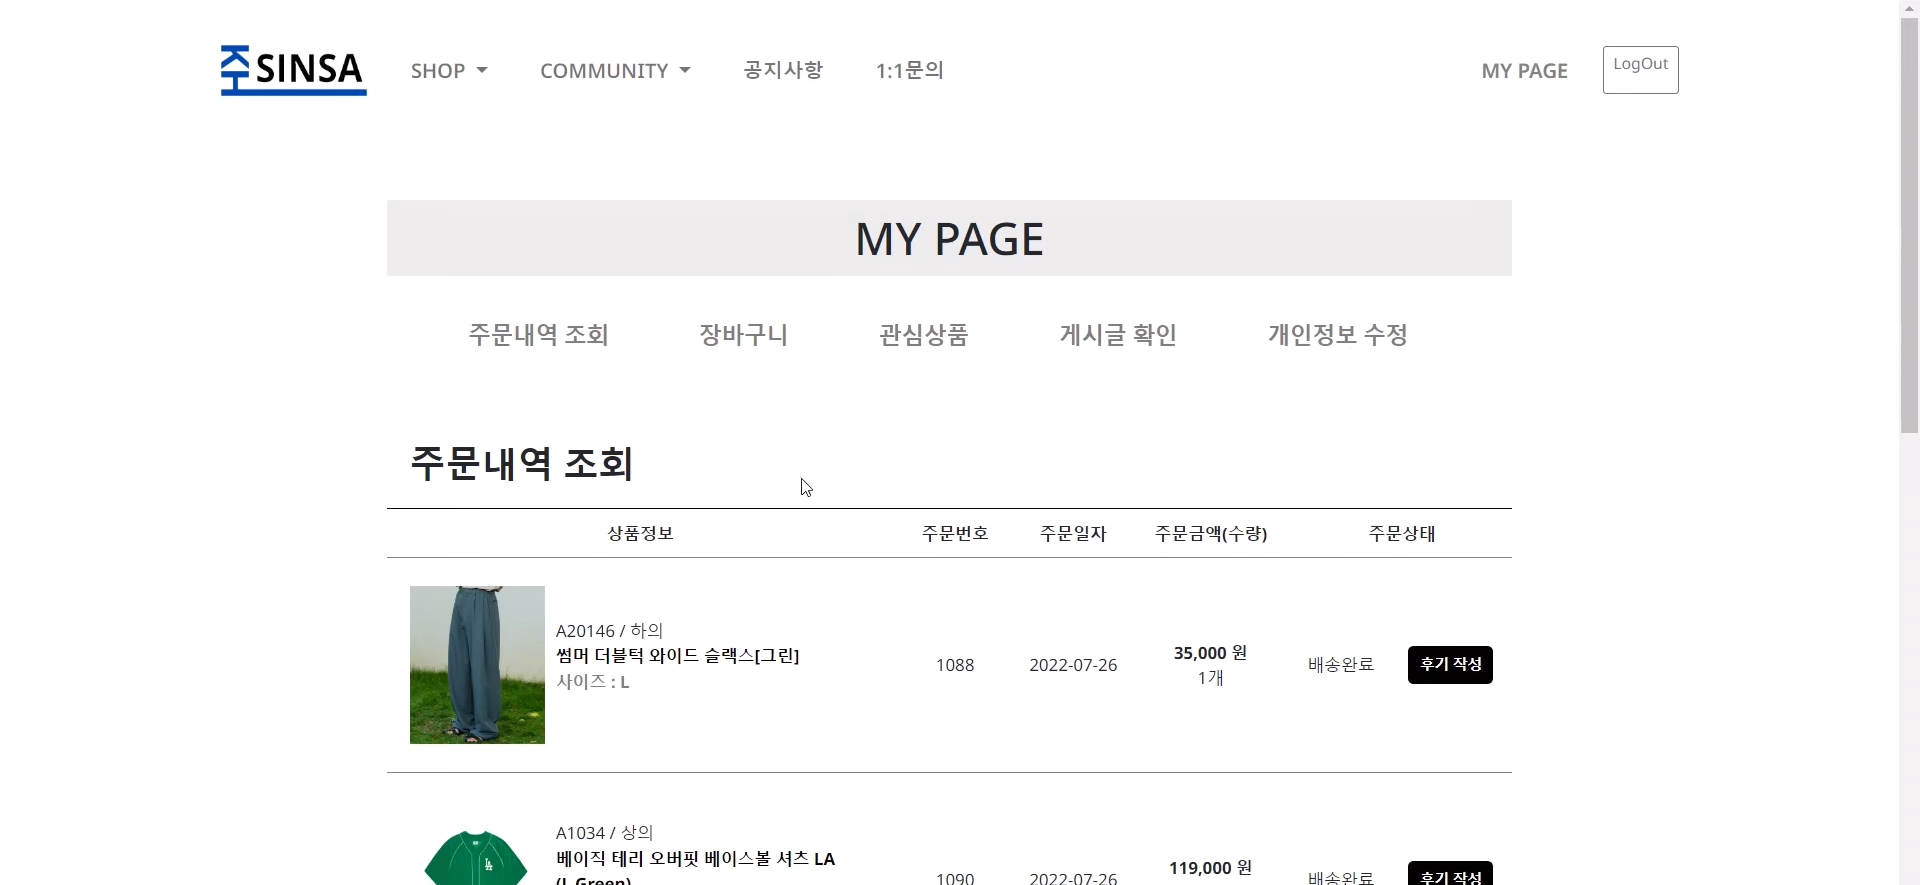 주SINSA
SHOP
COMMUNITY
공지사항
1:1문의
MY PAGE
LogOut
MY PAGE
주문내역 조회
장바구니
관심상품
게시글 확인
개인정보 수정
주문내역 조회
상품정보
주문번호
주문일자
주문금액(수량)
주문상태
A20146 / 하의
썸머 더블턱 와이드 슬랙스[그린]
사이즈 : L
1088
2022-07-26
35,000 원
1개
배송완료
후기 작성
A1034 / 상의
베이직 테리 오버핏 베이스볼 셔츠 LA
(L.Green)
1090
2022-07-26
119,000 원
배송완료
후기 작성